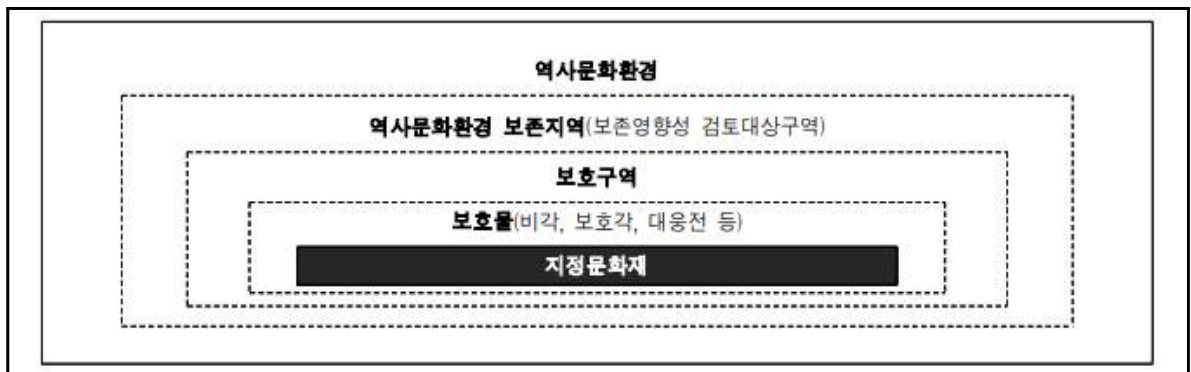 역사문화환경
역사문화환경 보존지역(보존영향성 검토대상구역)
보호구역
보호물(비각, 보호각, 대웅전 등)
지정문화재